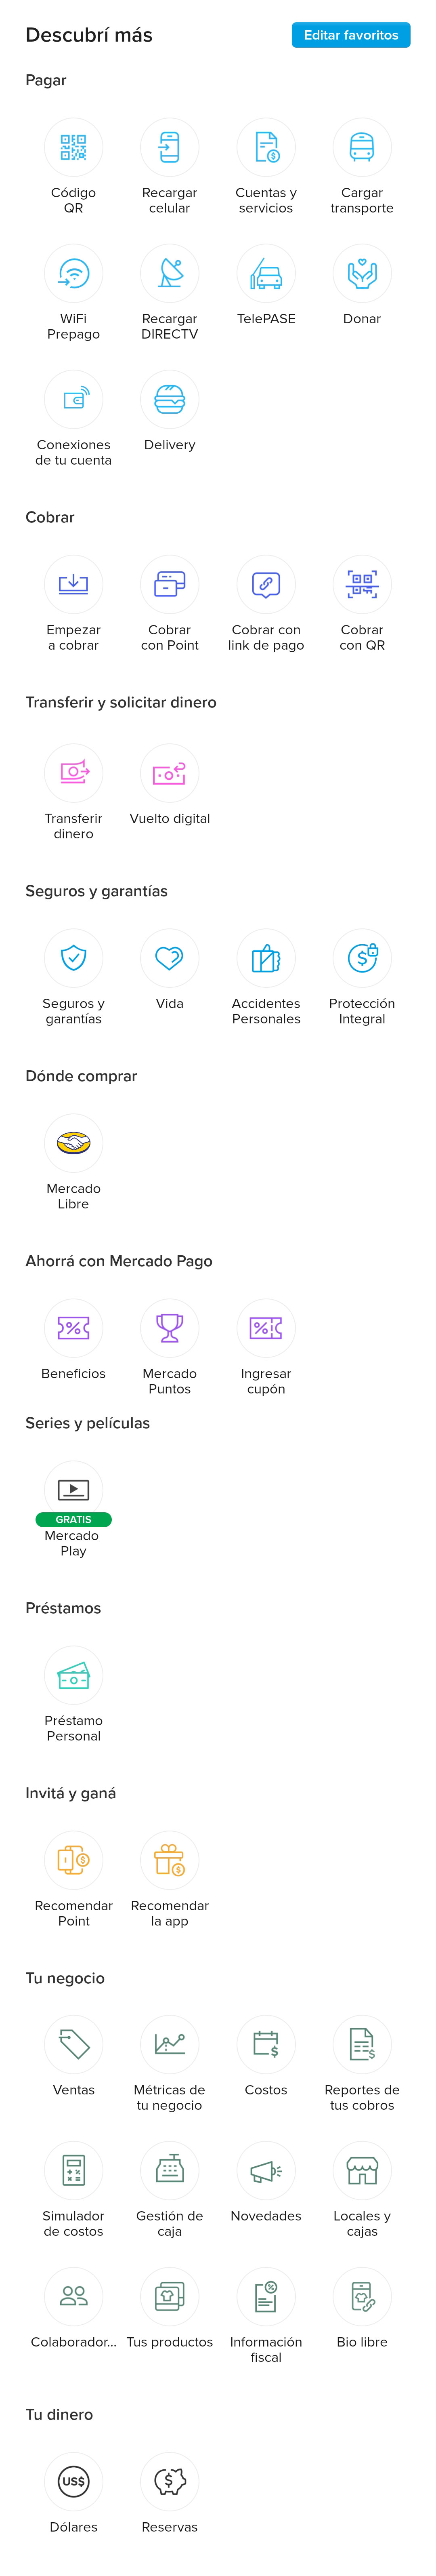 Descubrí más
Editar favoritos
Pagar
Código
QR
Recargar
celular
Cuentas y
servicios
Cargar
transporte
WiFi
Prepago
Recargar
DIRECTV
TelePASE
Donar
Conexiones
de tu cuenta
Delivery
Cobrar
Empezar
a cobrar
Cobrar
con Point
Cobrar con
link de pago
Cobrar
con QR
Transferir y solicitar dinero
Transferir
dinero
Vuelto digital
Seguros y garantías
Seguros y
garantías
Vida
Accidentes
Personales
Protección
Integral
Dónde comprar
Mercado
Libre
Ahorrá con Mercado Pago
Beneficios
Mercado
Puntos
Ingresar
cupón
Series y películas
GRATIS
Mercado
Play
Préstamos
Préstamo
Personal
Invitá y ganá
Recomendar
Point
Recomendar
la app
Tu negocio
Ventas
Métricas de
tu negocio
Costos
Reportes de
tus cobros
Simulador
de costos
Gestión de
caja
Novedades
Locales y
cajas
Colaborador...
Tus productos
Información
fiscal
Bio libre
Tu dinero
US$
Dólares
Reservas